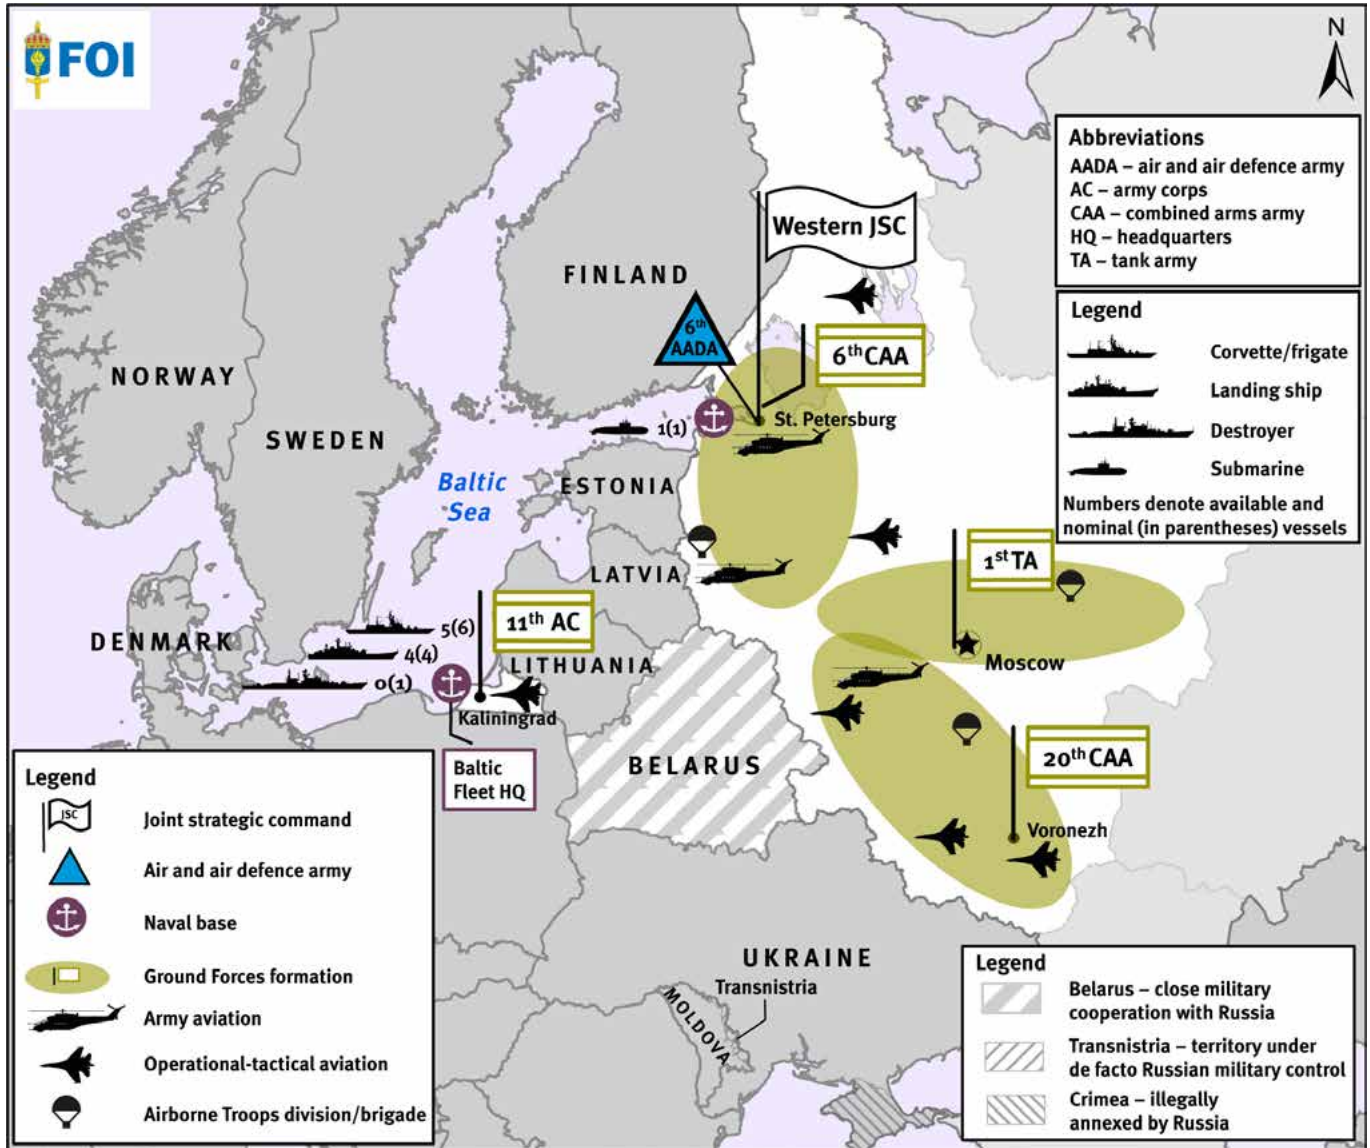 FOI
N
Abbreviations
AADA – air and air defence army
AC – army corps
CAA – combined arms army
HQ – headquarters
TA – tank army
Legend
Corvette/frigate
Landing ship
Destroyer
Submarine
Numbers denote available and
nominal (in parentheses) vessels
Western JSC
FINLAND
6th
AADA
6th CAA
NORWAY
SWEDEN
1(1)
St. Petersburg
Baltic
Sea
ESTONIA
1st TA
LATVIA
11th AC
5(6)
DENMARK
4(4)
LITHUANIA
Moscow
0(1)
Kaliningrad
Baltic
Fleet HQ
BELARUS
20th CAA
Voronezh
UKRAINE
Transnistria
MOLDOVA
Legend
JSC
Joint strategic command
Air and air defence army
Naval base
Ground Forces formation
Army aviation
Operational-tactical aviation
Airborne Troops division/brigade
Legend
Belarus – close military
cooperation with Russia
Transnistria – territory under
de facto Russian military control
Crimea – illegally
annexed by Russia